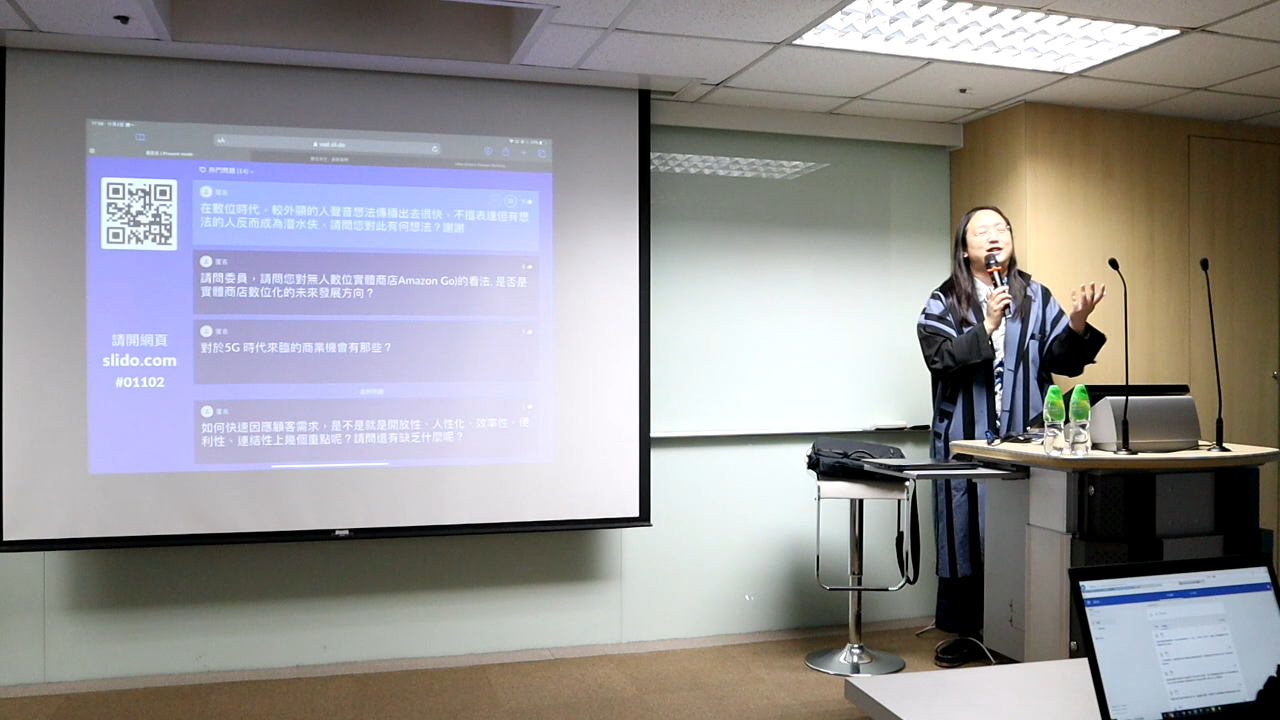 wall.sli.do
熱門問題 (14)
匿名
在數位時代，較外顯的人聲音想法傳播出去很快，不擅表達但有想
法的人反而成為潛水伕，請問您對此有何想法？謝謝
匿名
請問委員，請問您對無人數位實體商店Amazon Go)的看法, 是否是
實體商店數位化的未來發展方向？
請開網頁
slido.com
#01102
匿名
對於5G 時代來臨的商業機會有那些？
匿名
如何快速因應顧客需求，是不是就是開放性、人性化、效率性、便
利性、連結性上幾個重點呢？請問還有缺乏什麼呢？